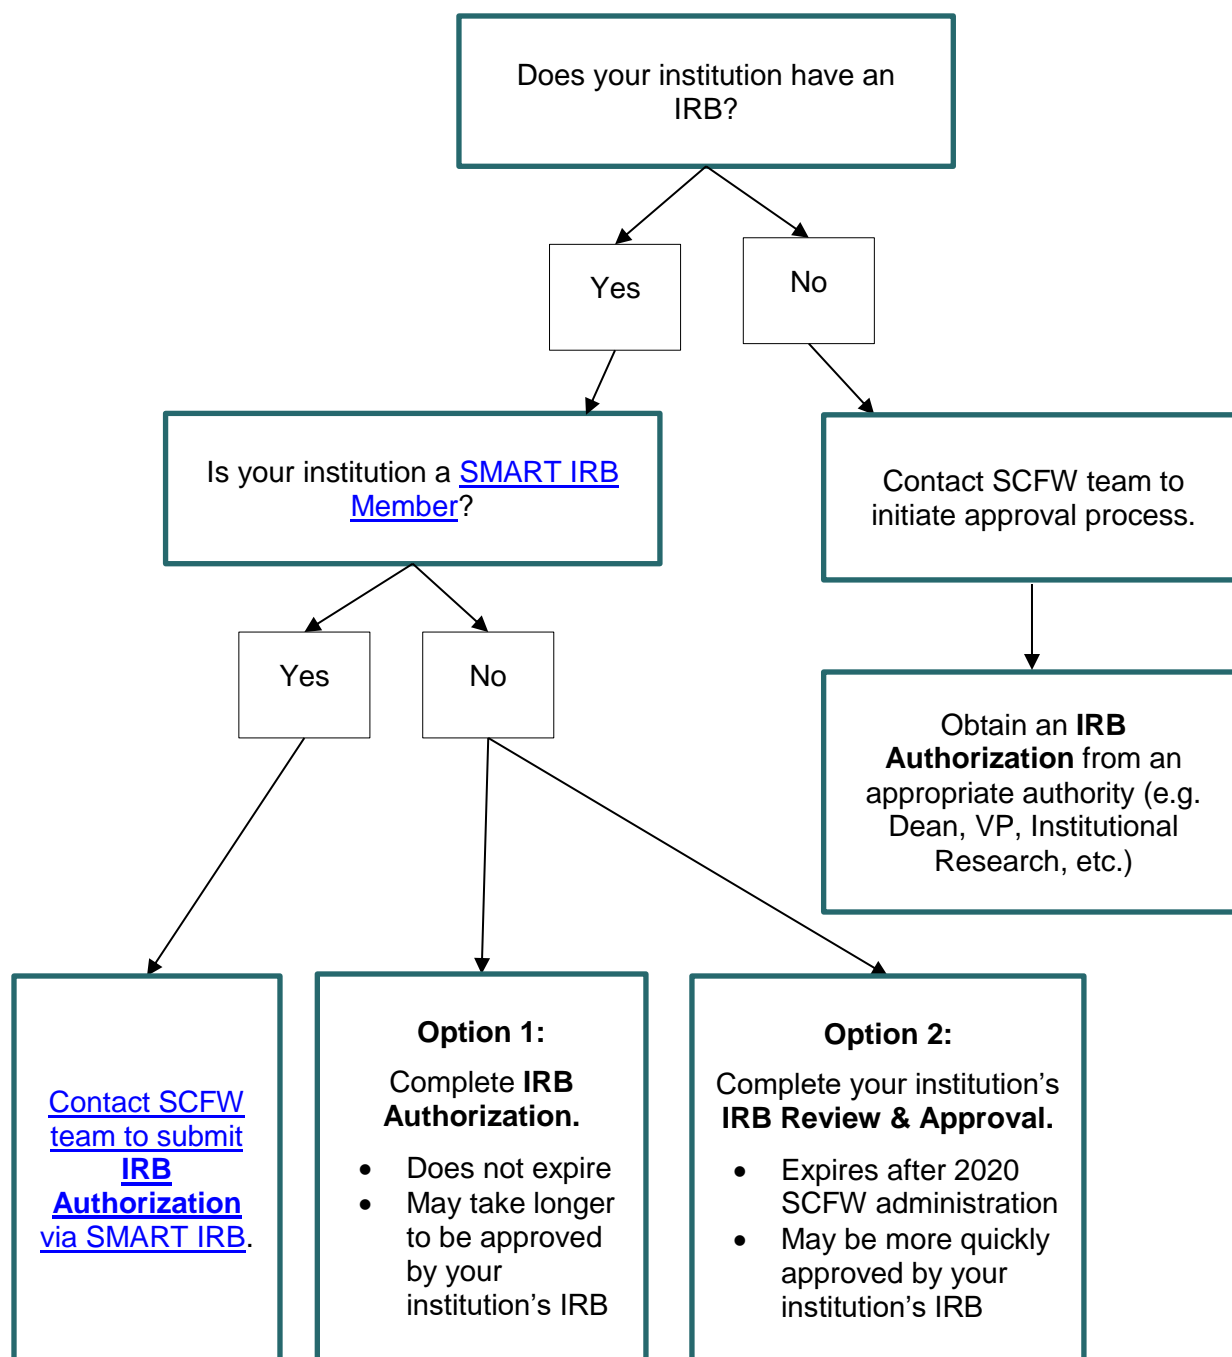 Does your institution have an
IRB?
Yes
No
Is your institution a SMART IRB
Member?
Contact SCFW team to
initiate approval process.
Yes
No
Obtain an IRB
Authorization from an
appropriate authority (e.g.
Dean, VP, Institutional
Research, etc.)
Contact SCFW
team to submit
IRB
Authorization
via SMART IRB.
Option 1:
Complete IRB
Authorization.
• Does not expire
• May take longer
to be approved
by your
institution’s IRB
Option 2:
Complete your institution’s
IRB Review & Approval.
• Expires after 2020
SCFW administration
• May be more quickly
approved by your
institution’s IRB